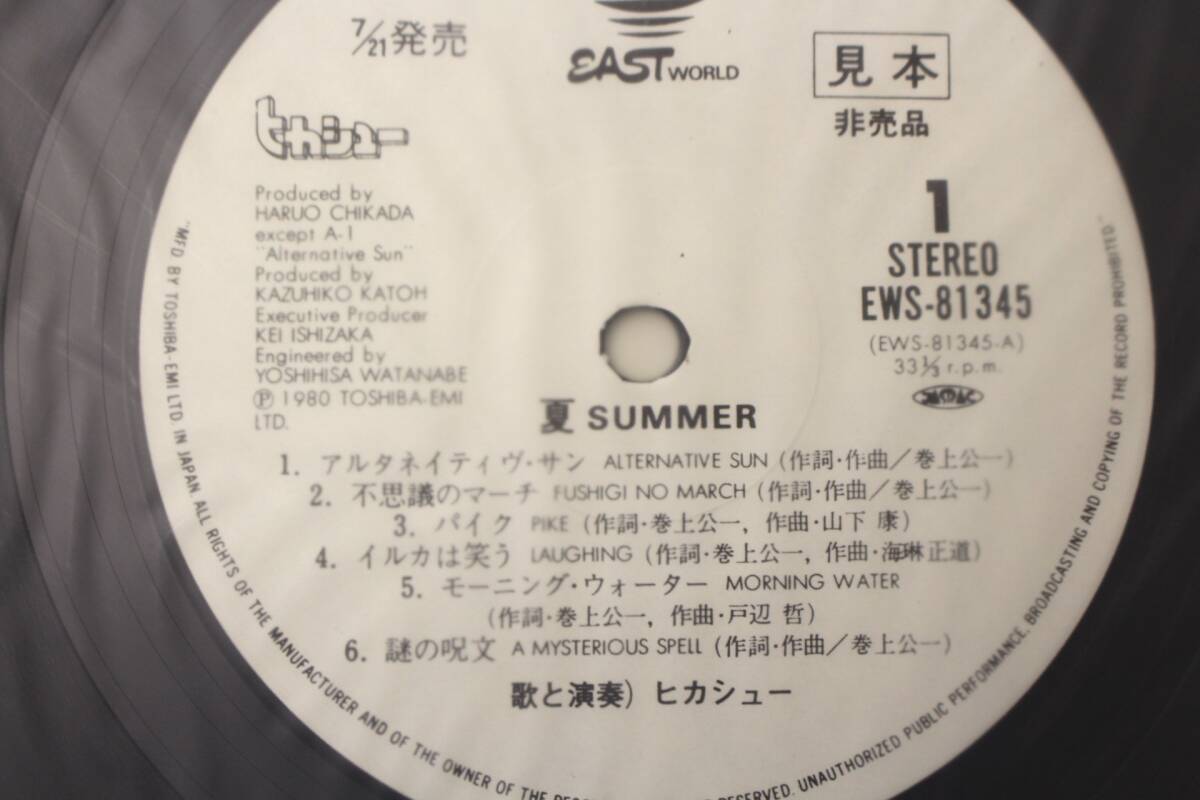 7/21発売
EAST WORLD
見本
非売品
ヒカシュー
Produced by
HARUO CHIKADA
except A-1
"Alternative Sun"
Produced by
KAZUHIKO KATOH
Executive Producer
KEI ISHIZAKA
Engineered by
YOSHIHISA WATANABE
Ⓟ 1980 TOSHIBA-EMI
LTD.
1
STEREO
EWS-81345
(EWS-81345-A)
33⅓ r.p.m.
夏 SUMMER
1. アルタネイティヴ・サン ALTERNATIVE SUN (作詞・作曲／巻上公一)
2. 不思議のマーチ FUSHIGI NO MARCH (作詞・作曲／巻上公一)
3. パイク PIKE (作詞・巻上公一, 作曲・山下 康)
4. イルカは笑う LAUGHING (作詞・巻上公一, 作曲・海琳正道)
5. モーニング・ウォーター MORNING WATER
(作詞・巻上公一, 作曲・戸辺 哲)
6. 謎の呪文 A MYSTERIOUS SPELL (作詞・作曲／巻上公一)
歌と演奏) ヒカシュー
"MFD. BY TOSHIBA-EMI LTD. IN JAPAN. ALL RIGHTS OF THE MANUFACTURER AND OF THE OWNER OF THE RESERVED. UNAUTHORIZED PUBLIC PERFORMANCE, BROADCASTING AND COPYING OF THE RECORD PROHIBITED."